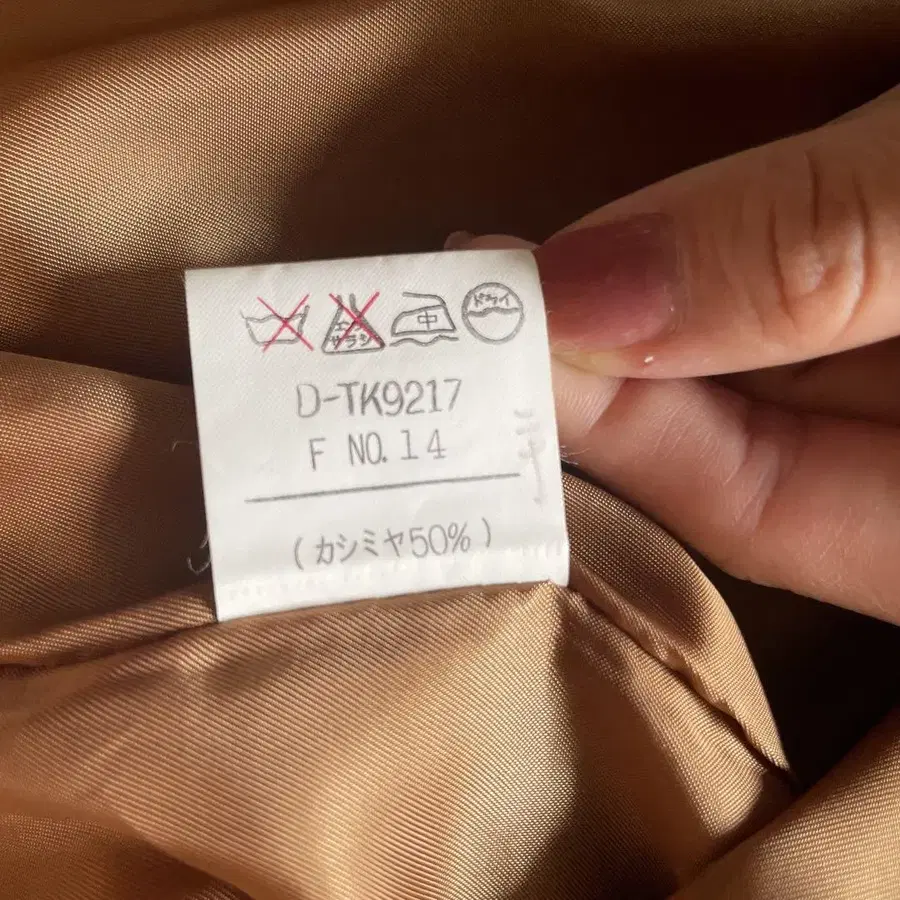 エンソ
サラシ
中
ドライ
D-TK9217
F NO.14
(カシミヤ50%)